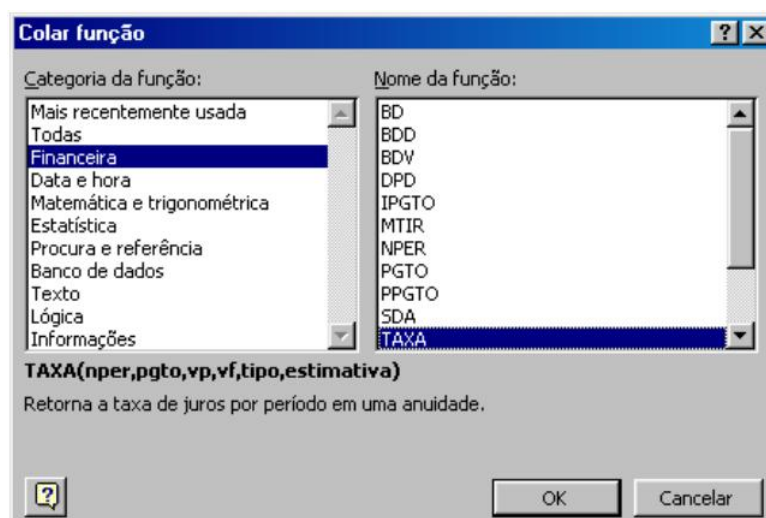 Colar função
Categoria da função:
Mais recentemente usada
Todas
Financeira
Data e hora
Matemática e trigonométrica
Estatística
Procura e referência
Banco de dados
Texto
Lógica
Informações
Nome da função:
BD
BDD
BDV
DPD
IPGTO
MTIR
NPER
PGTO
PPGTO
SDA
TAXA
TAXA(nper,pgto,vp,vf,tipo,estimativa)
Retorna a taxa de juros por período em uma anuidade.
OK
Cancelar